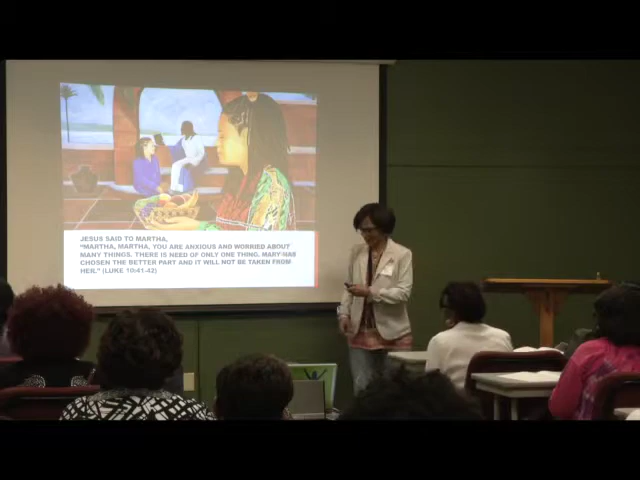 JESUS SAID TO MARTHA,
"MARTHA, MARTHA, YOU ARE ANXIOUS AND WORRIED ABOUT
MANY THINGS. THERE IS NEED OF ONLY ONE THING. MARY HAS
CHOSEN THE BETTER PART AND IT WILL NOT BE TAKEN FROM
HER." (LUKE 10:41-42)